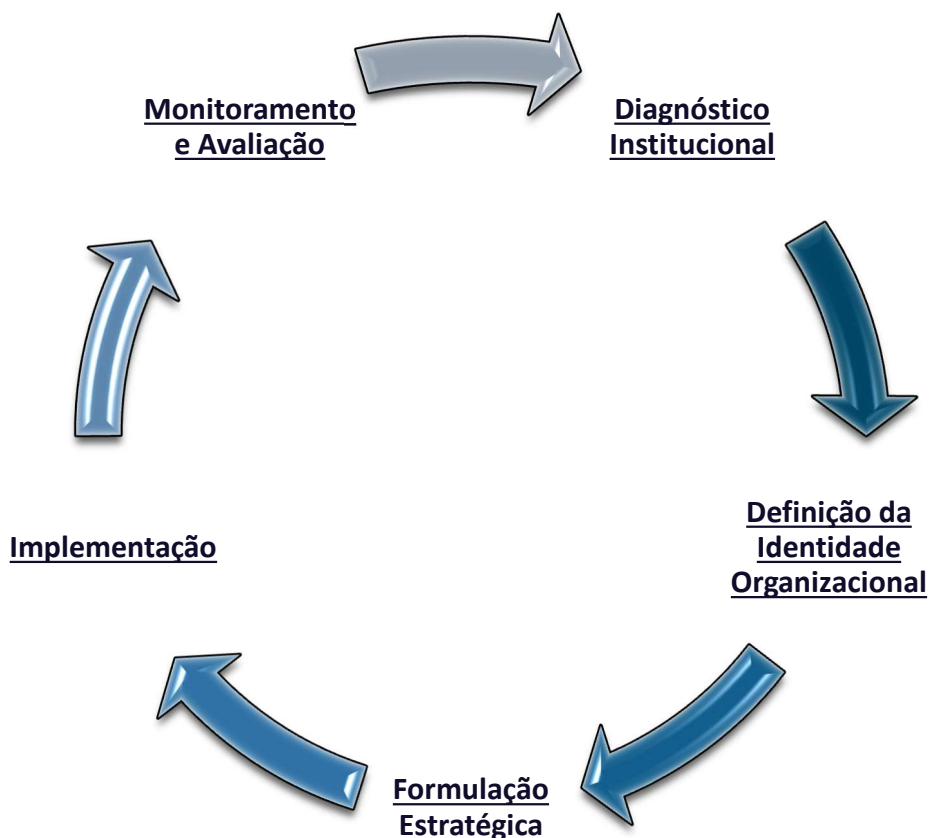 Monitoramento
e Avaliação
Diagnóstico
Institucional
Definição da
Identidade
Organizacional
Formulação
Estratégica
Implementação